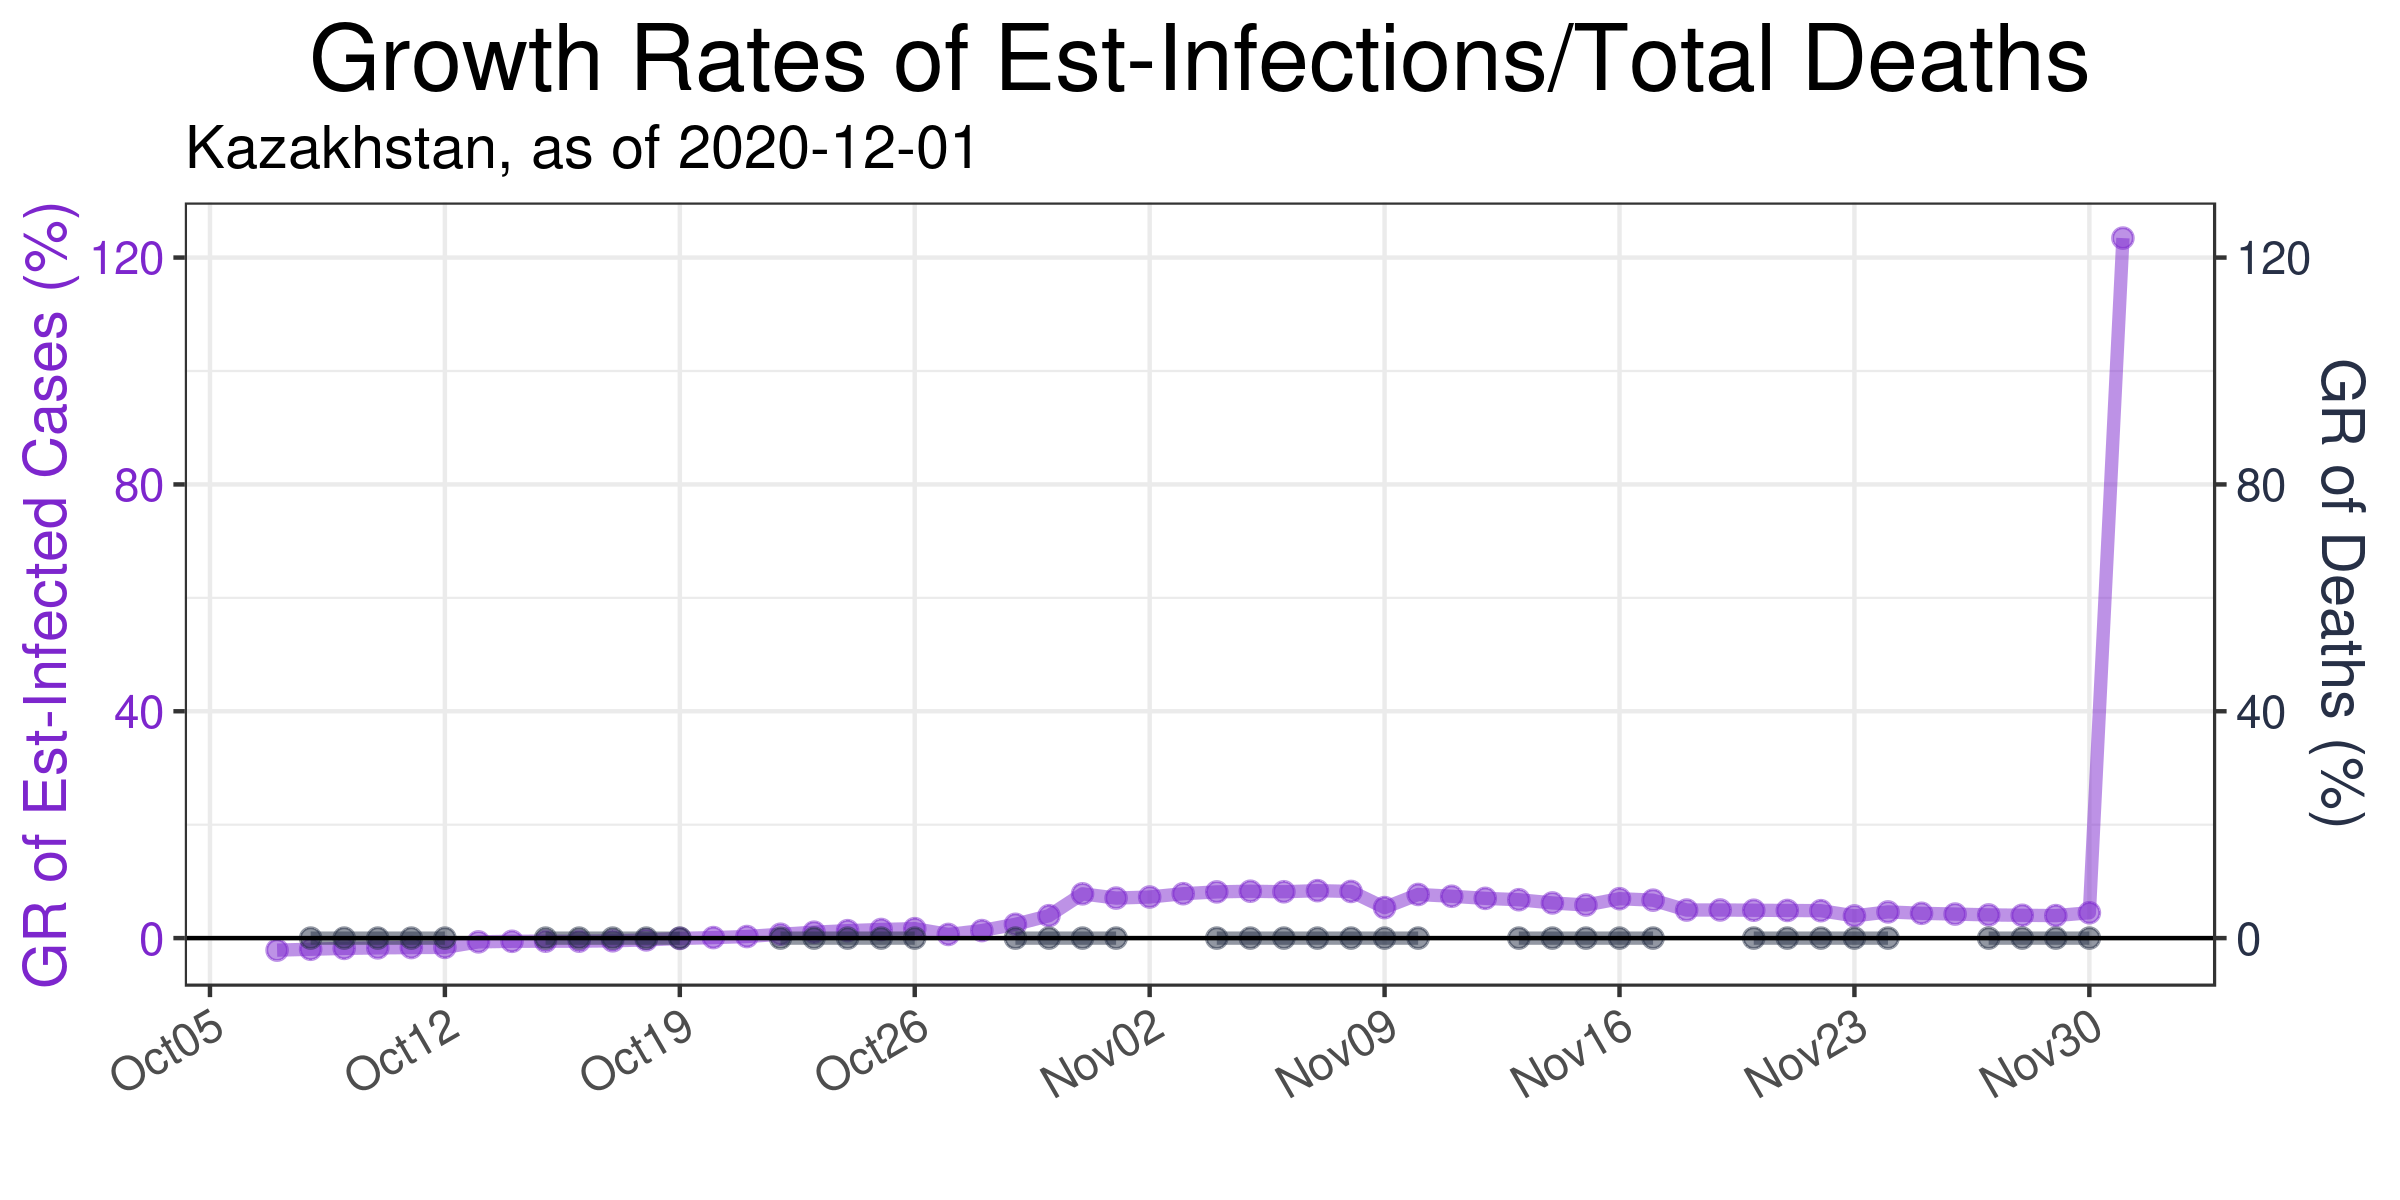 Growth Rates of Est-Infections/Total Deaths
Kazakhstan, as of 2020-12-01
GR of Est-Infected Cases (%)
120
80
40
0
120
80
40
0
GR of Deaths (%)
Oct05
Oct12
Oct19
Oct26
Nov02
Nov09
Nov16
Nov23
Nov30